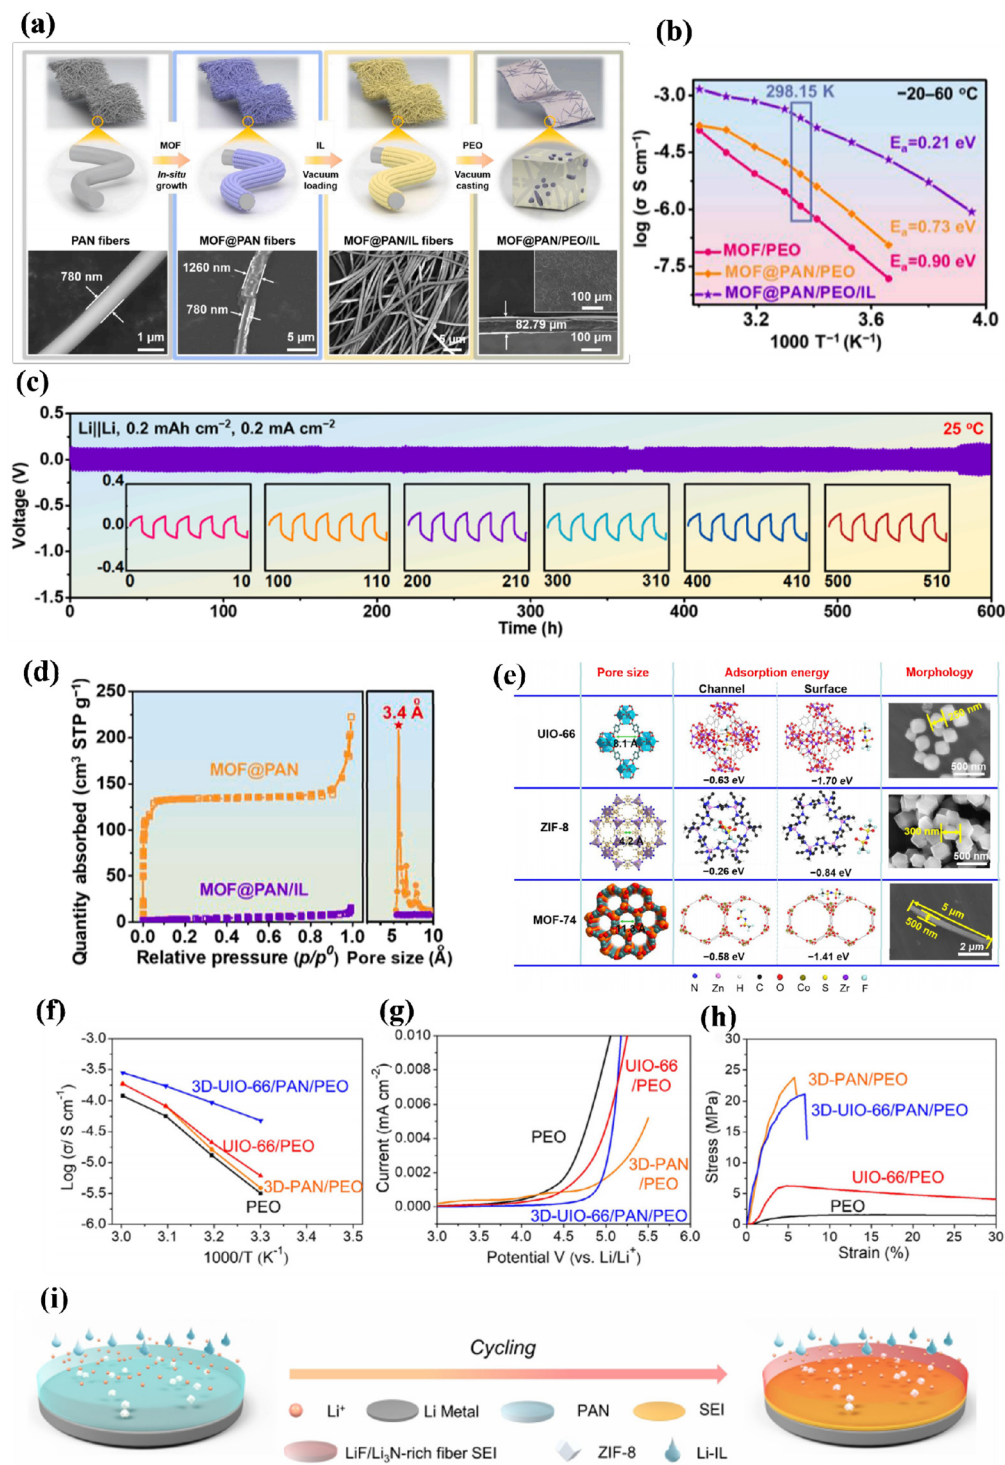 (a)
MOF
In-situ
growth
IL
Vacuum
loading
PEO
Vacuum
casting
PAN fibers
MOF@PAN fibers
MOF@PAN/IL fibers
MOF@PAN/PEO/IL
780 nm
1 µm
1260 nm
780 nm
5 µm
5 µm
100 µm
82.79 µm
100 µm
(b)
log (σ S cm⁻¹)
-3.0
-4.5
-6.0
-7.5
298.15 K
−20–60 °C
Ea=0.21 eV
Ea=0.73 eV
Ea=0.90 eV
MOF/PEO
MOF@PAN/PEO
MOF@PAN/PEO/IL
3.2 3.6 4.0
1000 T⁻¹ (K⁻¹)
(c)
Voltage (V)
0.5
0.0
-0.5
-1.0
-1.5
Li||Li, 0.2 mAh cm⁻², 0.2 mA cm⁻²
25 °C
0.4
0.0
-0.4
0 10 100 110 200 210 300 310 400 410 500 510
0 100 200 300 400 500 600
Time (h)
(d)
Quantity absorbed (cm³ STP g⁻¹)
250
200
150
100
50
0
MOF@PAN
MOF@PAN/IL
3.4 Å
0.0 0.2 0.4 0.6 0.8 1.0 5 10
Relative pressure (p/p⁰) Pore size (Å)
(e)
Pore size Adsorption energy Morphology
Channel Surface
UIO-66
8.1 Å
−0.63 eV
−1.70 eV
250 nm
500 nm
ZIF-8
4.2 Å
−0.26 eV
−0.84 eV
300 nm
500 nm
MOF-74
11.3 Å
−0.58 eV
−1.41 eV
5 µm
500 nm
2 µm
N Zn H C O Co S Zr F
(f)
Log (σ/ S cm⁻¹)
-3.0
-3.5
-4.0
-4.5
-5.0
-5.5
-6.0
3D-UIO-66/PAN/PEO
UIO-66/PEO
3D-PAN/PEO
PEO
3.0 3.1 3.2 3.3 3.4 3.5
1000/T (K⁻¹)
(g)
Current (mA cm⁻²)
0.010
0.008
0.006
0.004
0.002
0.000
UIO-66
/PEO
PEO
3D-PAN
/PEO
3D-UIO-66/PAN/PEO
3.0 3.5 4.0 4.5 5.0 5.5 6.0
Potential V (vs. Li/Li⁺)
(h)
Stress (MPa)
30
25
20
15
10
5
0
3D-PAN/PEO
3D-UIO-66/PAN/PEO
UIO-66/PEO
PEO
0 5 10 15 20 25 30
Strain (%)
(i)
Cycling
Li⁺ Li Metal PAN SEI
LiF/Li₃N-rich fiber SEI ZIF-8 Li-IL